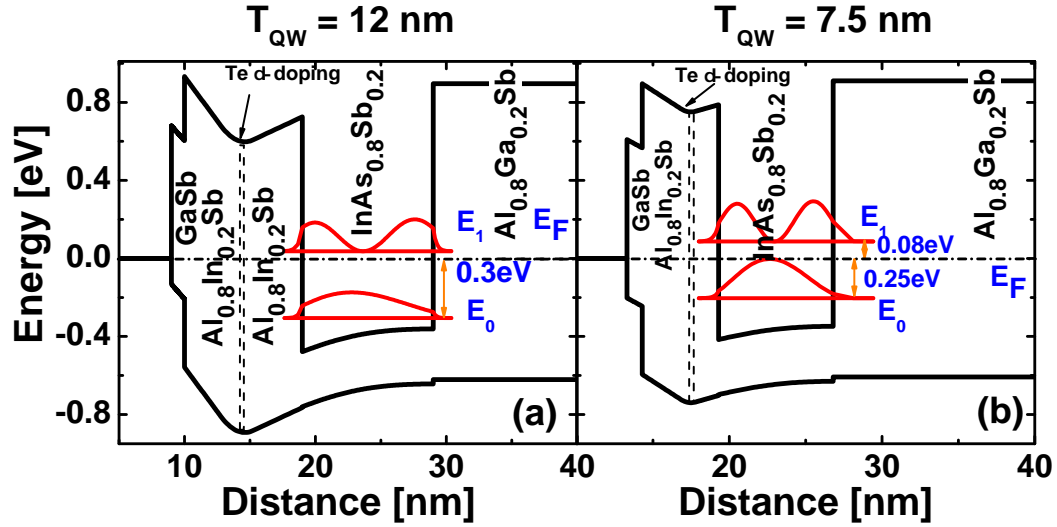 T_QW = 12 nm
T_QW = 7.5 nm
Energy [eV]
0.8
0.4
0.0
-0.4
-0.8
Te d-doping
GaSb
Al0.8In0.2Sb
Al0.8In0.2Sb
InAs0.8Sb0.2
Al0.8Ga0.2Sb
E1
EF
0.3eV
E0
(a)
10
20
30
40
Distance [nm]
Te d-doping
GaSb
Al0.8In0.2Sb
InAs0.8Sb0.2
Al0.8Ga0.2Sb
E1
0.08eV
0.25eV
EF
E0
(b)
20
30
40
Distance [nm]